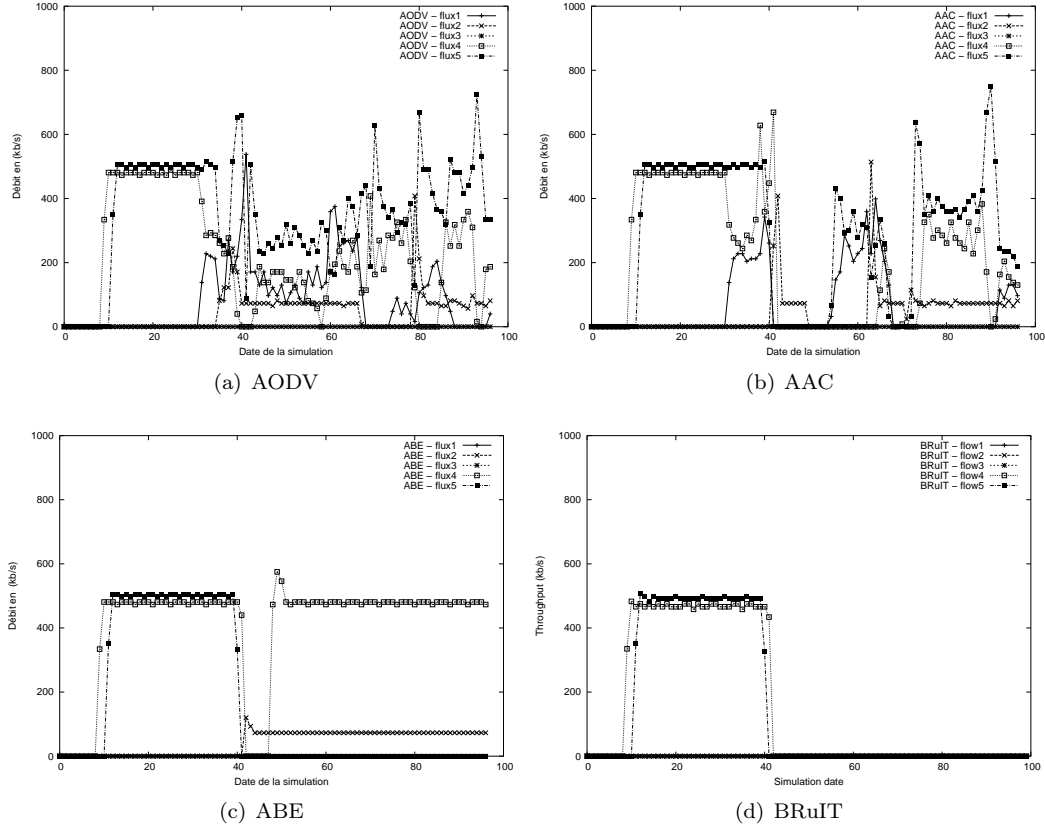 1000
800
600
400
200
0
0 20 40 60 80 100
Débit en (kb/s)
Date de la simulation
AODV – flux1
AODV – flux2
AODV – flux3
AODV – flux4
AODV – flux5
(a) AODV
1000
800
600
400
200
0
0 20 40 60 80 100
Débit en (kb/s)
Date de la simulation
AAC – flux1
AAC – flux2
AAC – flux3
AAC – flux4
AAC – flux5
(b) AAC
1000
800
600
400
200
0
0 20 40 60 80 100
Débit en (kb/s)
Date de la simulation
ABE – flux1
ABE – flux2
ABE – flux3
ABE – flux4
ABE – flux5
(c) ABE
1000
800
600
400
200
0
0 20 40 60 80 100
Throughput (kb/s)
Simulation date
BRuIT – flow1
BRuIT – flow2
BRuIT – flow3
BRuIT – flow4
BRuIT – flow5
(d) BRuIT